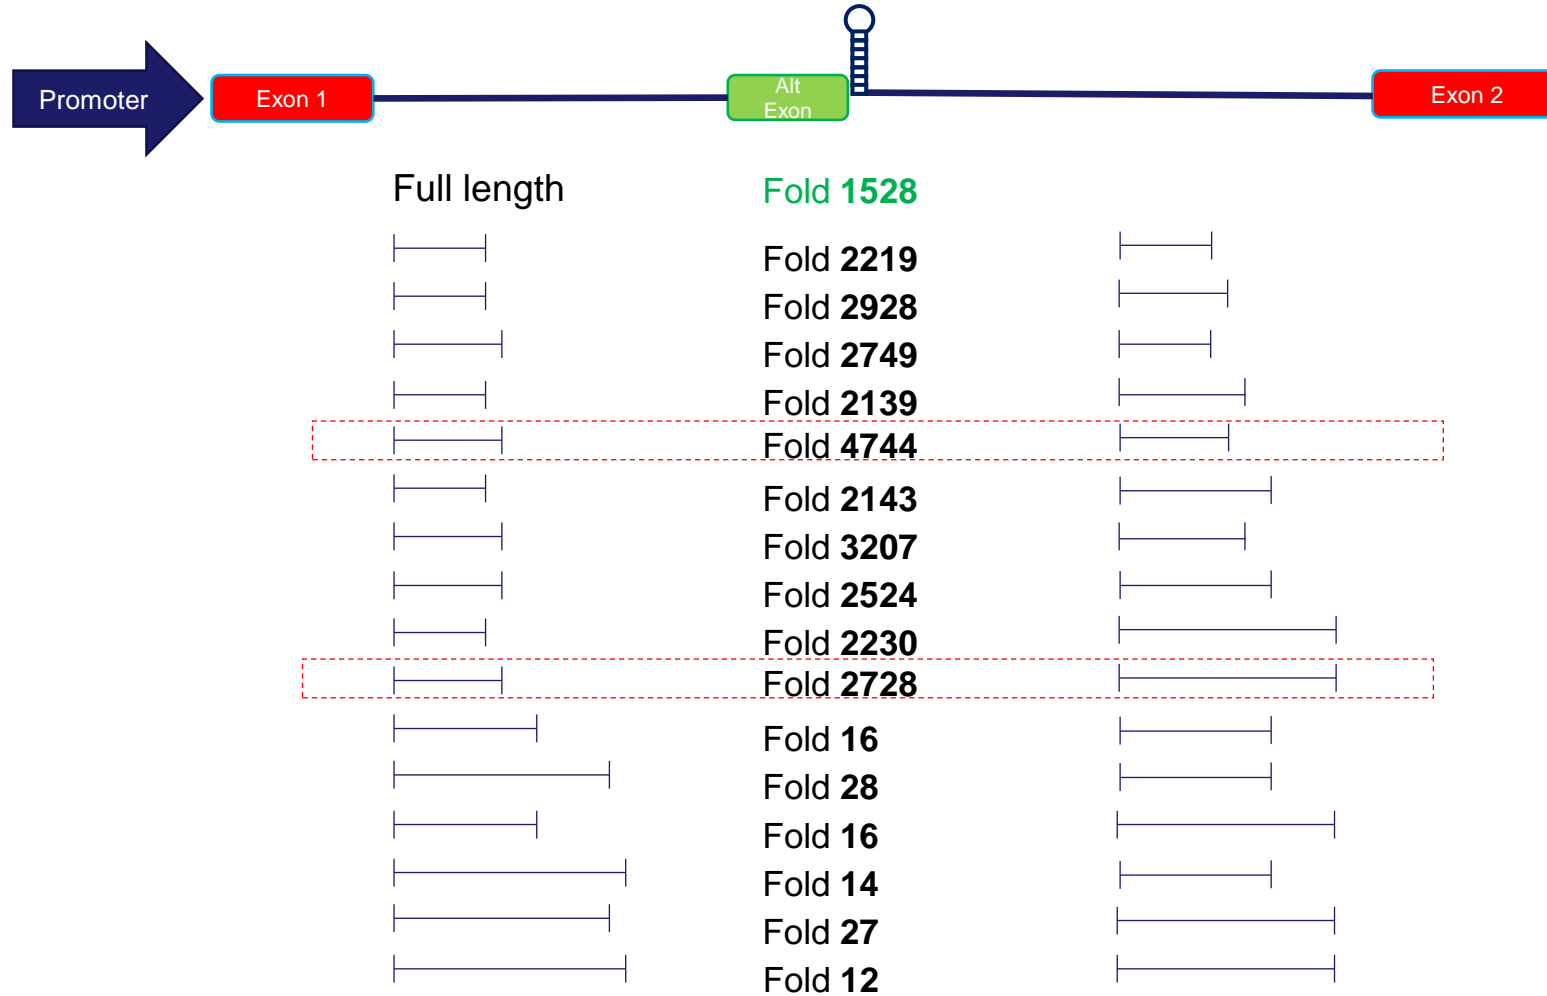 Promoter
Exon 1
Alt
Exon
Exon 2
Full length
Fold 1528
Fold 2219
Fold 2928
Fold 2749
Fold 2139
Fold 4744
Fold 2143
Fold 3207
Fold 2524
Fold 2230
Fold 2728
Fold 16
Fold 28
Fold 16
Fold 14
Fold 27
Fold 12